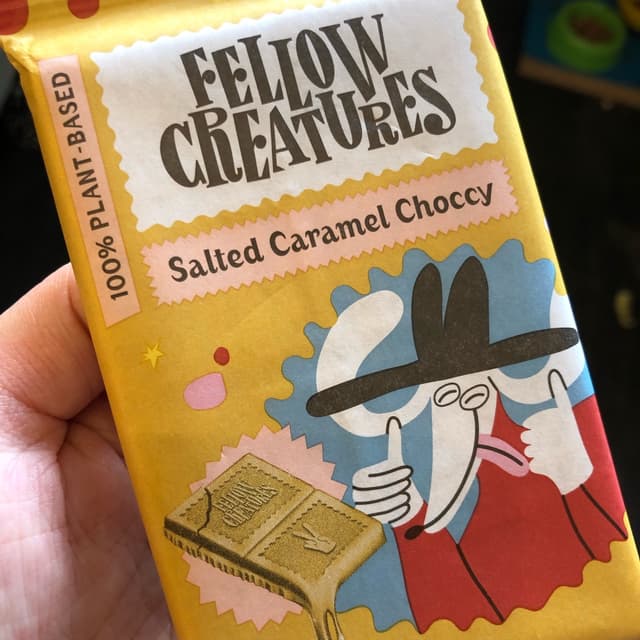 FELLOW
CREATURES
100% PLANT-BASED
Salted Caramel Choccy
FELLOW
CREATURES